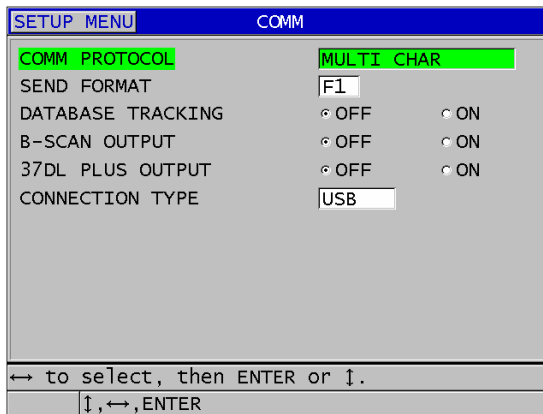 SETUP MENU COMM
COMM PROTOCOL MULTI CHAR
SEND FORMAT F1
DATABASE TRACKING OFF ON
B-SCAN OUTPUT OFF ON
37DL PLUS OUTPUT OFF ON
CONNECTION TYPE USB
↔ to select, then ENTER or ↕.
↕,↔,ENTER